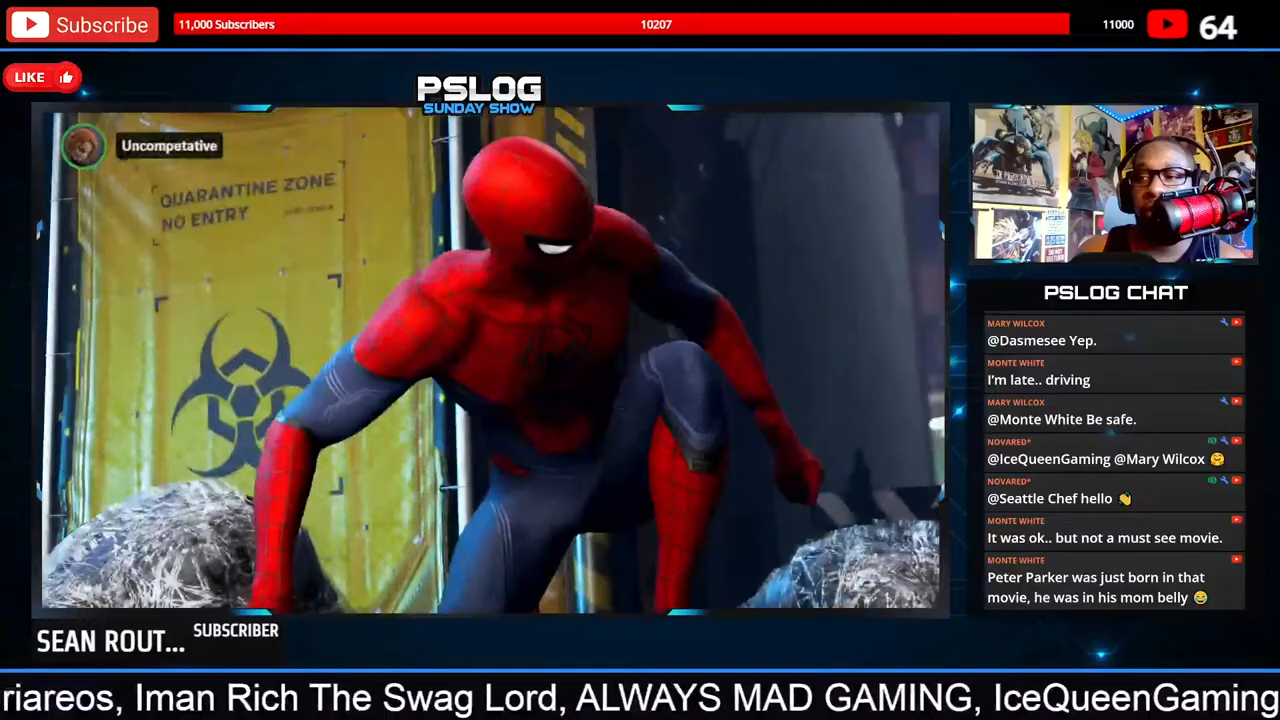 Subscribe
11,000 Subscribers
10207
11000
64
LIKE
PSLOG
SUNDAY SHOW
Uncompetative
QUARANTINE ZONE
NO ENTRY
PSLOG CHAT
MARY WILCOX
@Dasmesee Yep.
MONTE WHITE
I'm late.. driving
MARY WILCOX
@Monte White Be safe.
NOVARED*
@IceQueenGaming @Mary Wilcox 🤗
NOVARED*
@Seattle Chef hello 👋
MONTE WHITE
It was ok.. but not a must see movie.
MONTE WHITE
Peter Parker was just born in that
movie, he was in his mom belly 😂
SEAN ROUT... SUBSCRIBER
riareos, Iman Rich The Swag Lord, ALWAYS MAD GAMING, IceQueenGaming